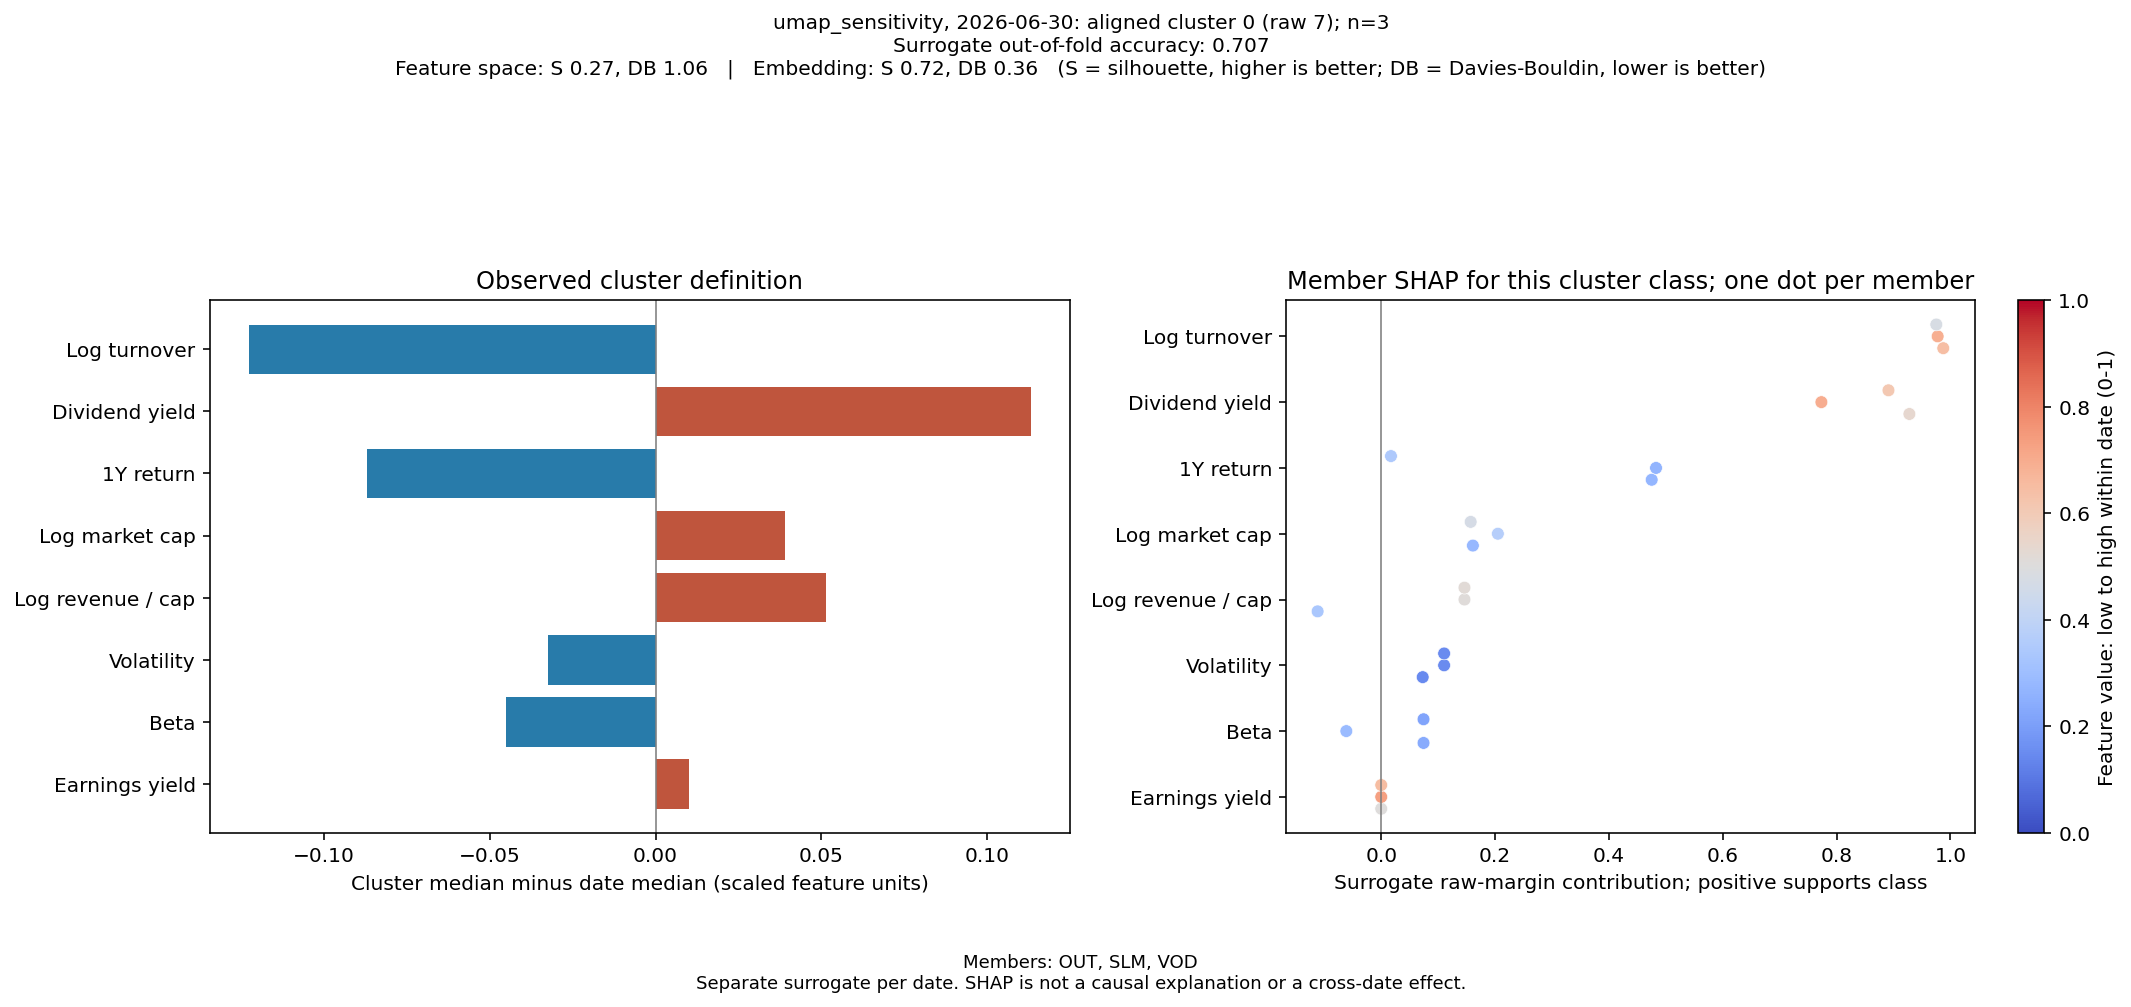 umap_sensitivity, 2026-06-30: aligned cluster 0 (raw 7); n=3
Surrogate out-of-fold accuracy: 0.707
Feature space: S 0.27, DB 1.06   |   Embedding: S 0.72, DB 0.36   (S = silhouette, higher is better; DB = Davies-Bouldin, lower is better)
Observed cluster definition
Log turnover
Dividend yield
1Y return
Log market cap
Log revenue / cap
Volatility
Beta
Earnings yield
−0.10
−0.05
0.00
0.05
0.10
Cluster median minus date median (scaled feature units)
Member SHAP for this cluster class; one dot per member
Log turnover
Dividend yield
1Y return
Log market cap
Log revenue / cap
Volatility
Beta
Earnings yield
0.0
0.2
0.4
0.6
0.8
1.0
Surrogate raw-margin contribution; positive supports class
1.0
0.8
0.6
0.4
0.2
0.0
Feature value: low to high within date (0-1)
Members: OUT, SLM, VOD
Separate surrogate per date. SHAP is not a causal explanation or a cross-date effect.